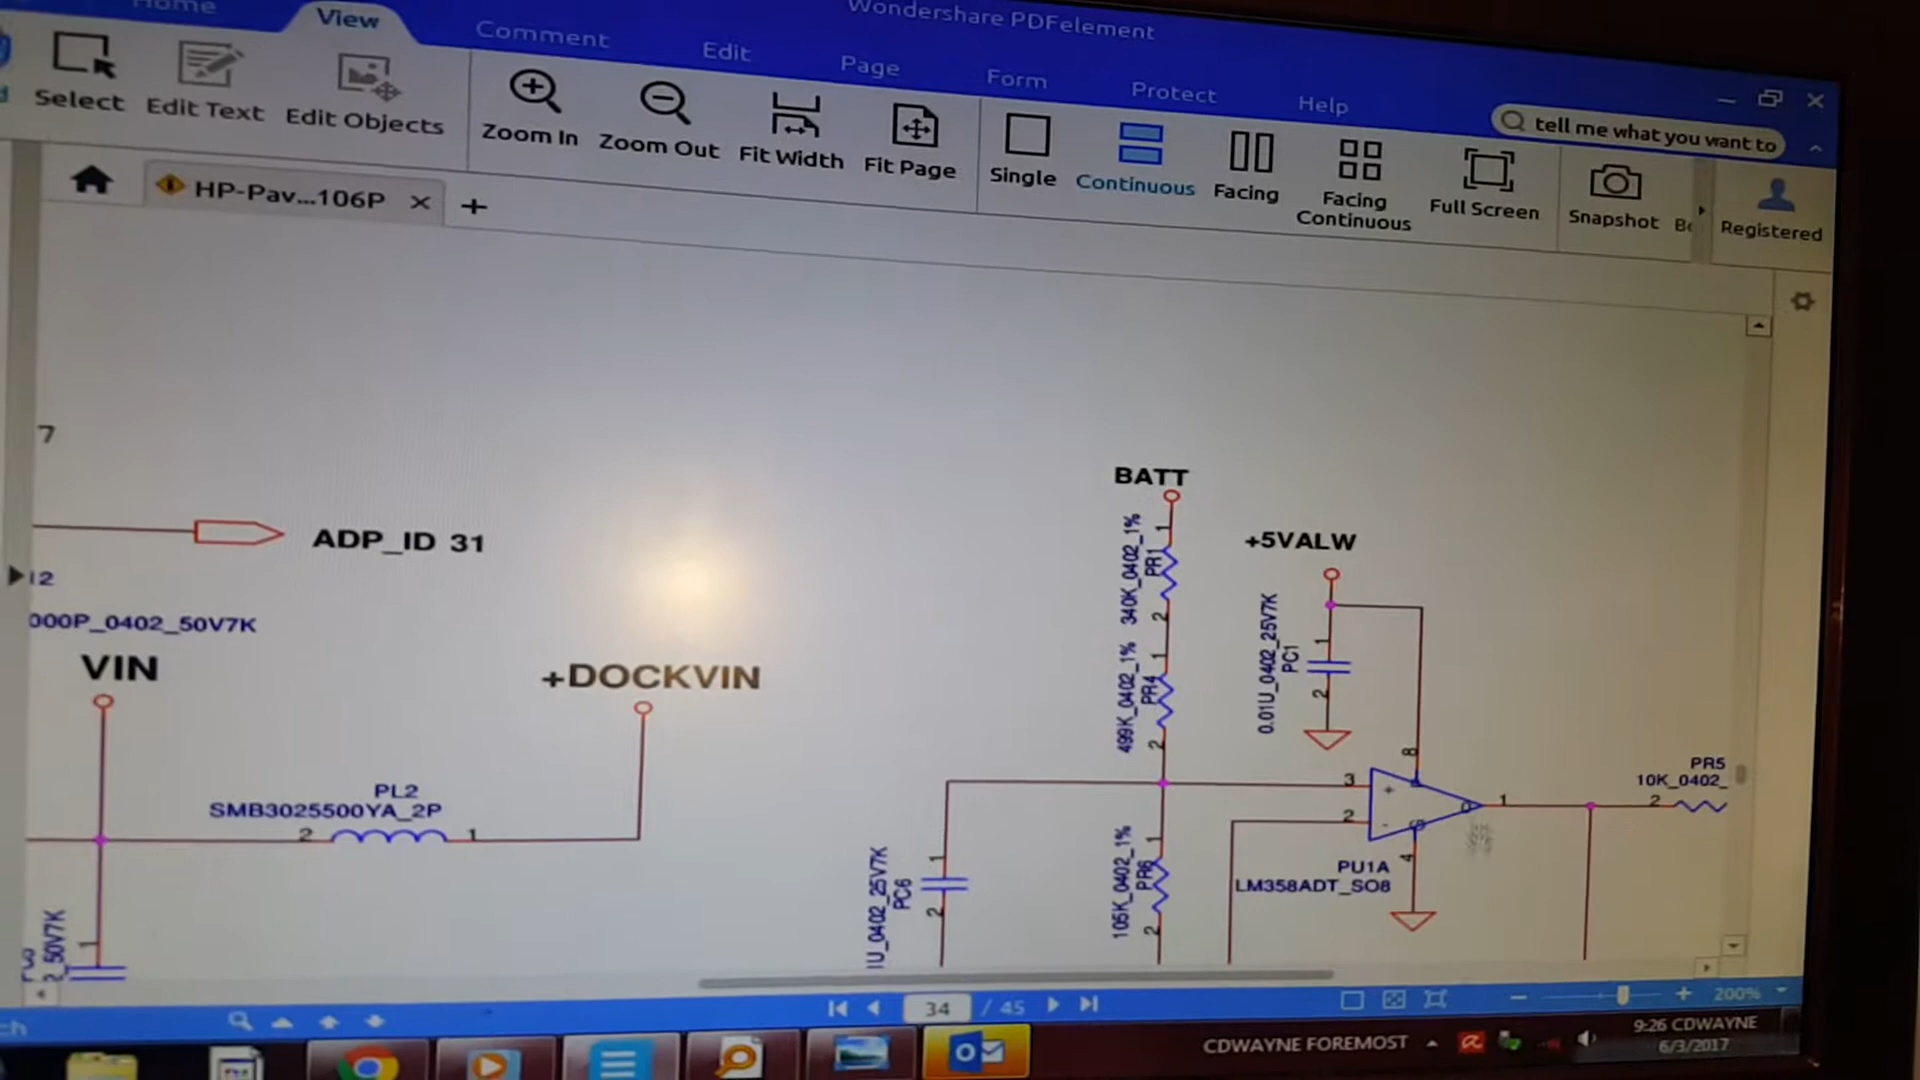 Home
View
Comment
Edit
Page
Form
Protect
Help
Wondershare PDFelement
tell me what you want to
Select
Edit Text
Edit Objects
Zoom In
Zoom Out
Fit Width
Fit Page
Single
Continuous
Facing
Facing Continuous
Full Screen
Snapshot
Registered
HP-Pav...106P
7
ADP_ID 31
12
000P_0402_50V7K
VIN
+DOCKVIN
PL2
SMB3025500YA_2P
2
1
1
2_50V7K
BATT
1
340K_0402_1%
PR1
2
1
499K_0402_1%
PR4
2
+5VALW
1
0.01U_0402_25V7K
PC1
2
8
3
+
2
-
1
4
PU1A
LM358ADT_SO8
PR5
10K_0402_
2
1
1U_0402_25V7K
PC6
2
1
105K_0402_1%
PR6
2
34 / 45
200%
CDWAYNE FOREMOST
9:26 CDWAYNE
6/3/2017